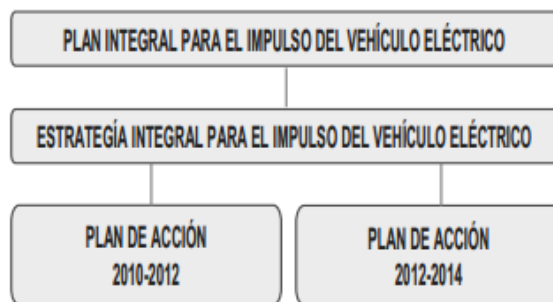 PLAN INTEGRAL PARA EL IMPULSO DEL VEHÍCULO ELÉCTRICO
ESTRATEGÍA INTEGRAL PARA EL IMPULSO DEL VEHÍCULO ELÉCTRICO
PLAN DE ACCIÓN
2010-2012
PLAN DE ACCIÓN
2012-2014